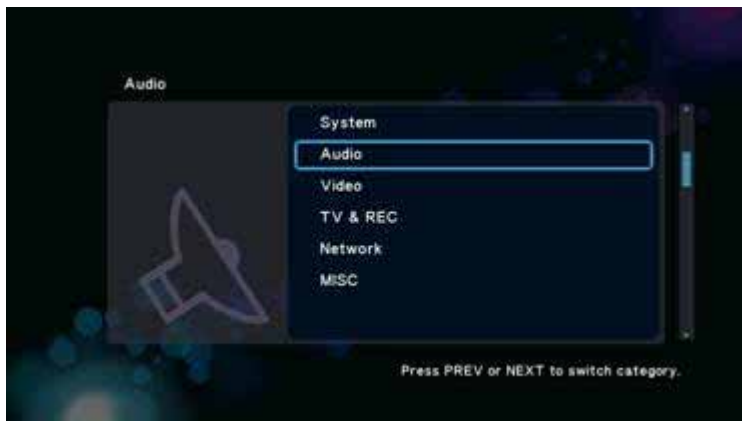 Audio
System
Audio
Video
TV & REC
Network
MISC
Press PREV or NEXT to switch category.